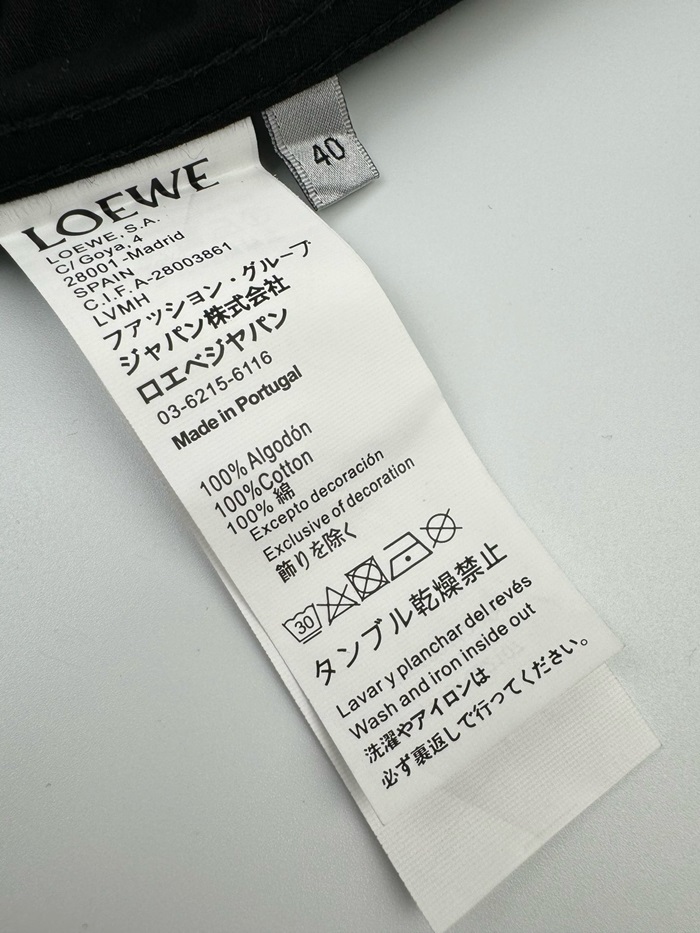 40
LOEWE
LOEWE, S.A.
C/ Goya, 4
28001 -Madrid
SPAIN
C.I.F. A-28003861
LVMH
ファッション・グループ
ジャパン株式会社
ロエベジャパン
03-6215-6116
Made in Portugal
100% Algodón
100%Cotton
100% 綿
Excepto decoración
Exclusive of decoration
飾りを除く
30
タンブル乾燥禁止
Lavar y planchar del revés
Wash and iron inside out
洗濯やアイロンは
必ず裏返しで行ってください。